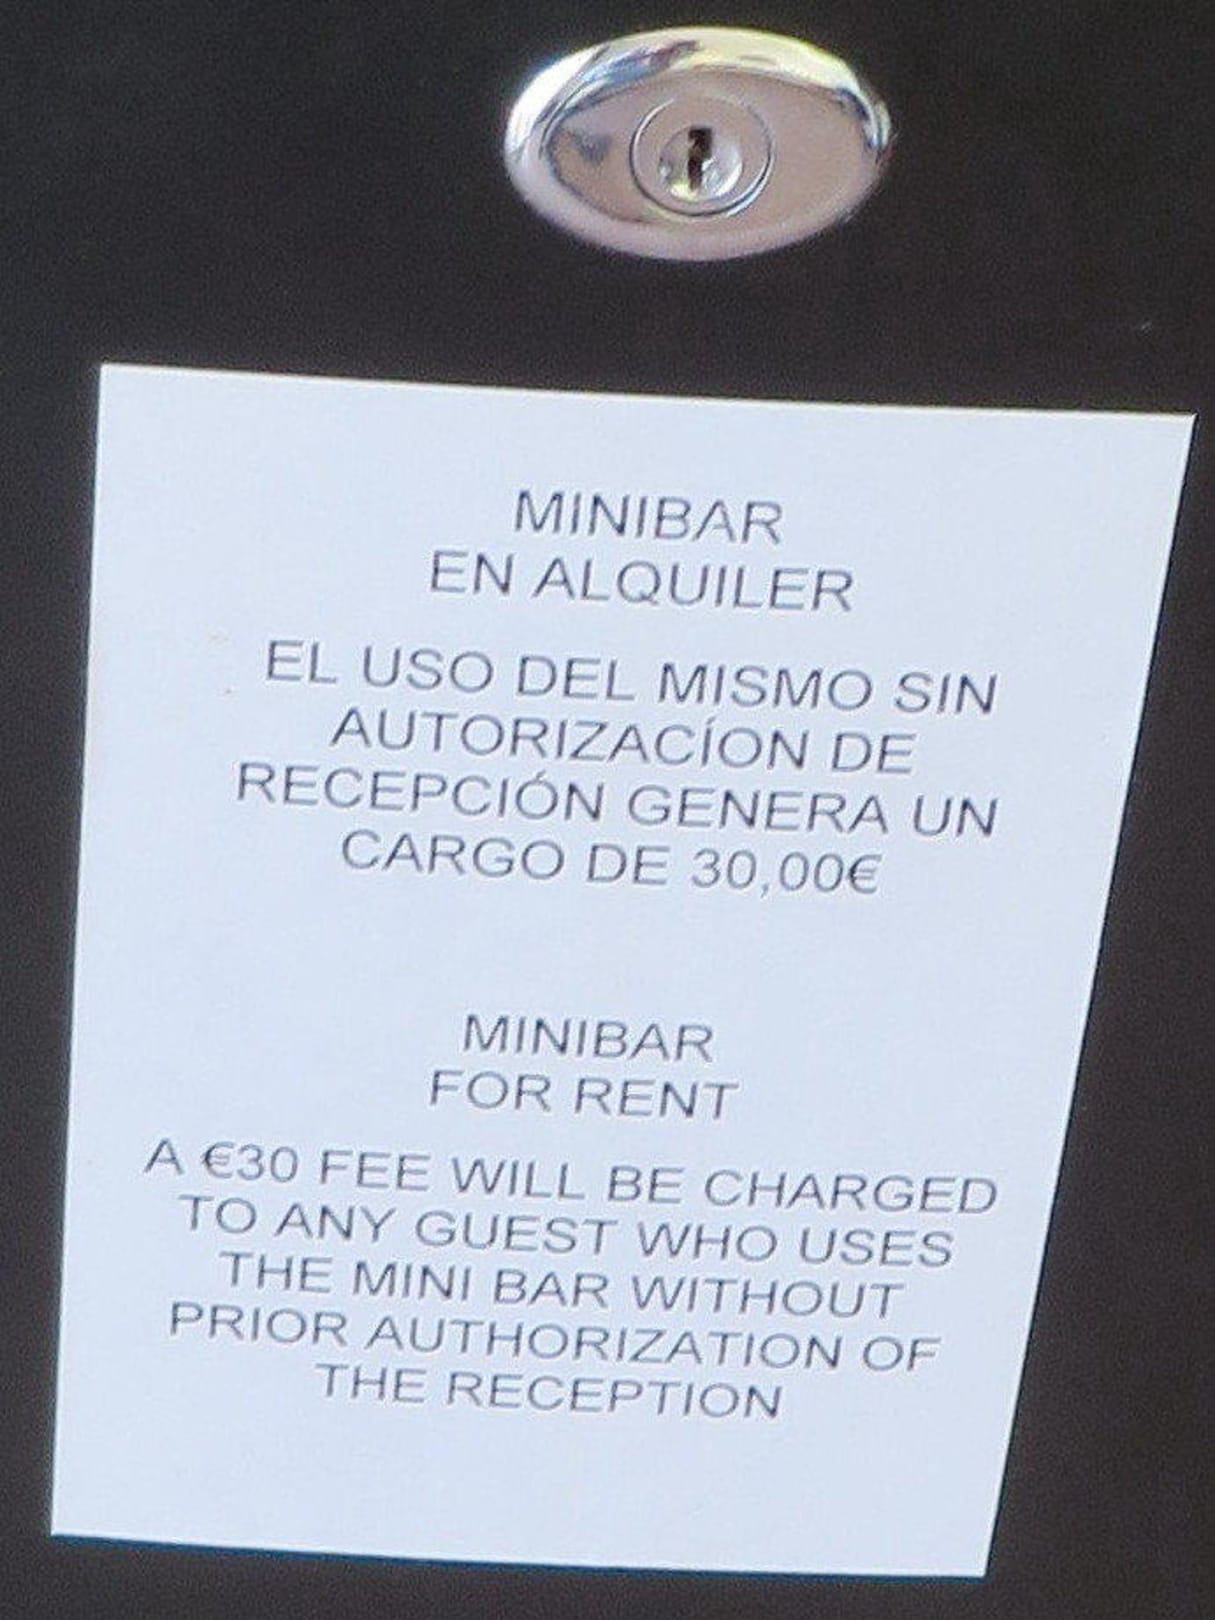 MINIBAR
EN ALQUILER
EL USO DEL MISMO SIN
AUTORIZACÍON DE
RECEPCIÓN GENERA UN
CARGO DE 30,00€
MINIBAR
FOR RENT
A €30 FEE WILL BE CHARGED
TO ANY GUEST WHO USES
THE MINI BAR WITHOUT
PRIOR AUTHORIZATION OF
THE RECEPTION